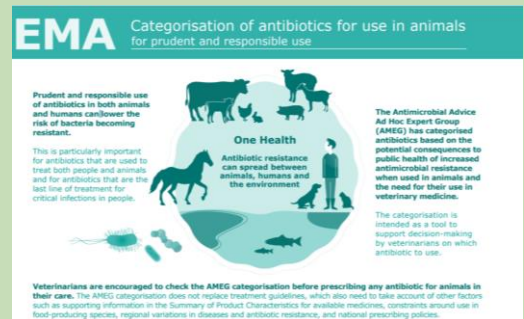 EMA
Categorisation of antibiotics for use in animals
for prudent and responsible use
Prudent and responsible use
of antibiotics in both animals
and humans can lower the
risk of bacteria becoming
resistant.
This is particularly important
for antibiotics that are used to
treat both people and animals
and for antibiotics that are the
last line of treatment for
critical infections in people.
One Health
Antibiotic resistance
can spread between
animals, humans and
the environment
The Antimicrobial Advice
Ad Hoc Expert Group
(AMEG) has categorised
antibiotics based on the
potential consequences to
public health of increased
antimicrobial resistance
when used in animals and
the need for their use in
veterinary medicine.
The categorisation is
intended as a tool to
support decision-making
by veterinarians on which
antibiotic to use.
Veterinarians are encouraged to check the AMEG categorisation before prescribing any antibiotic for animals in
their care. The AMEG categorisation does not replace treatment guidelines, which also need to take account of other factors
such as supporting information in the Summary of Product Characteristics for available medicines, constraints around use in
food-producing species, regional variations in diseases and antibiotic resistance, and national prescribing policies.